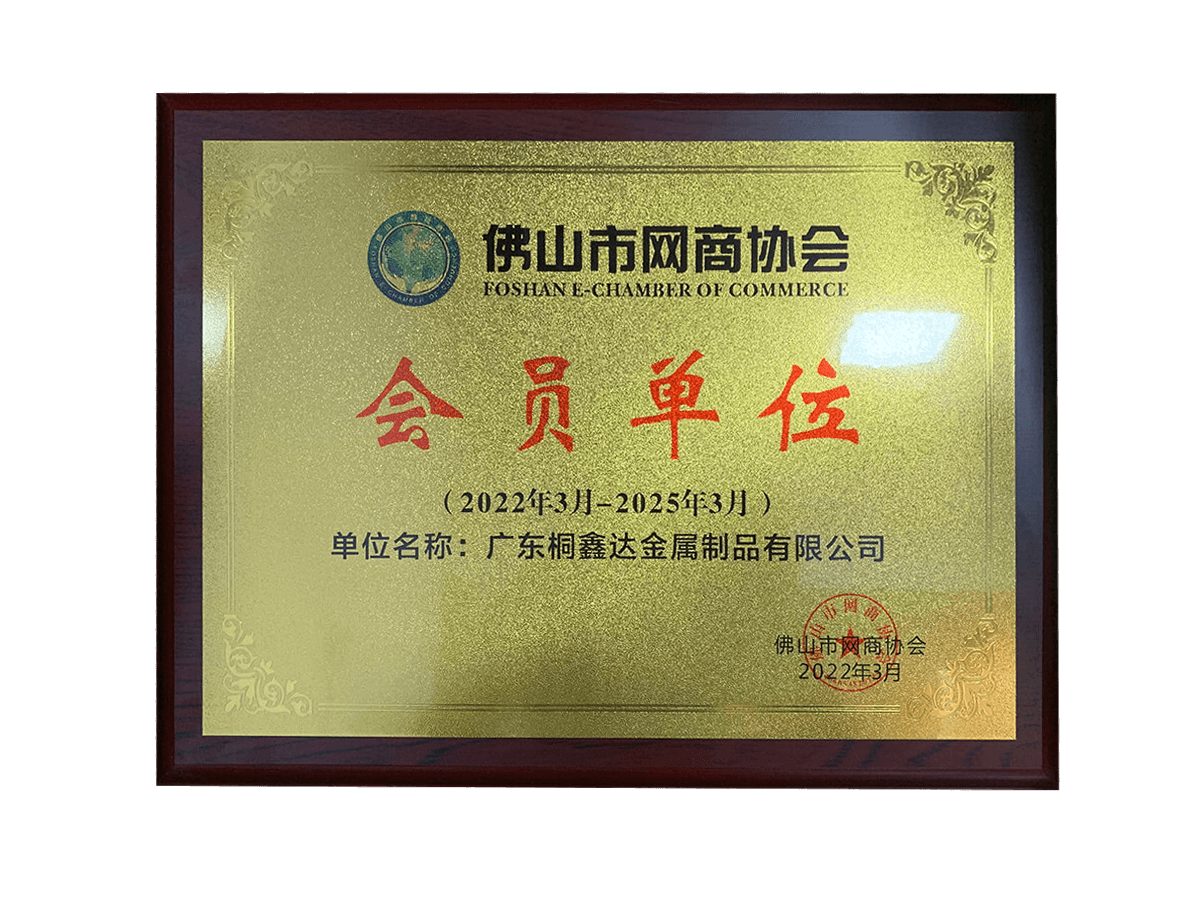 佛山市网商协会
FOSHAN E-CHAMBER OF COMMERCE
会员单位
（2022年3月-2025年3月）
单位名称：广东桐鑫达金属制品有限公司
佛山市网商协会
2022年3月